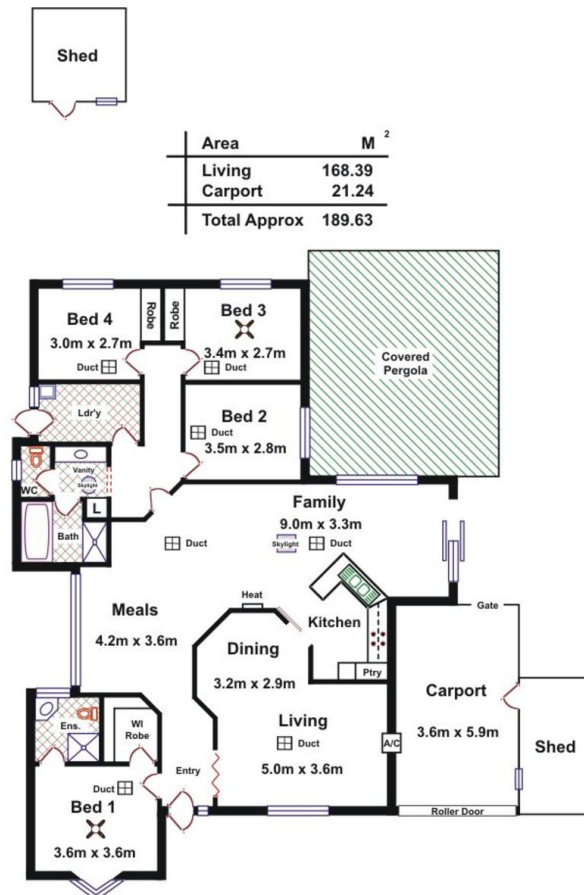 Shed
Area M 2
Living 168.39
Carport 21.24
Total Approx 189.63
Bed 4
3.0m x 2.7m
Duct
Robe
Robe
Bed 3
3.4m x 2.7m
Duct
Covered
Pergola
Ldr'y
Bed 2
Duct
3.5m x 2.8m
Vanity
Skylight
WC
L
Bath
Family
9.0m x 3.3m
Duct
Skylight
Duct
Meals
4.2m x 3.6m
Heat
Kitchen
Ptry
Dining
3.2m x 2.9m
Gate
Carport
3.6m x 5.9m
Living
Duct
5.0m x 3.6m
A/C
Shed
Ens.
WI
Robe
Entry
Duct
Bed 1
3.6m x 3.6m
Roller Door